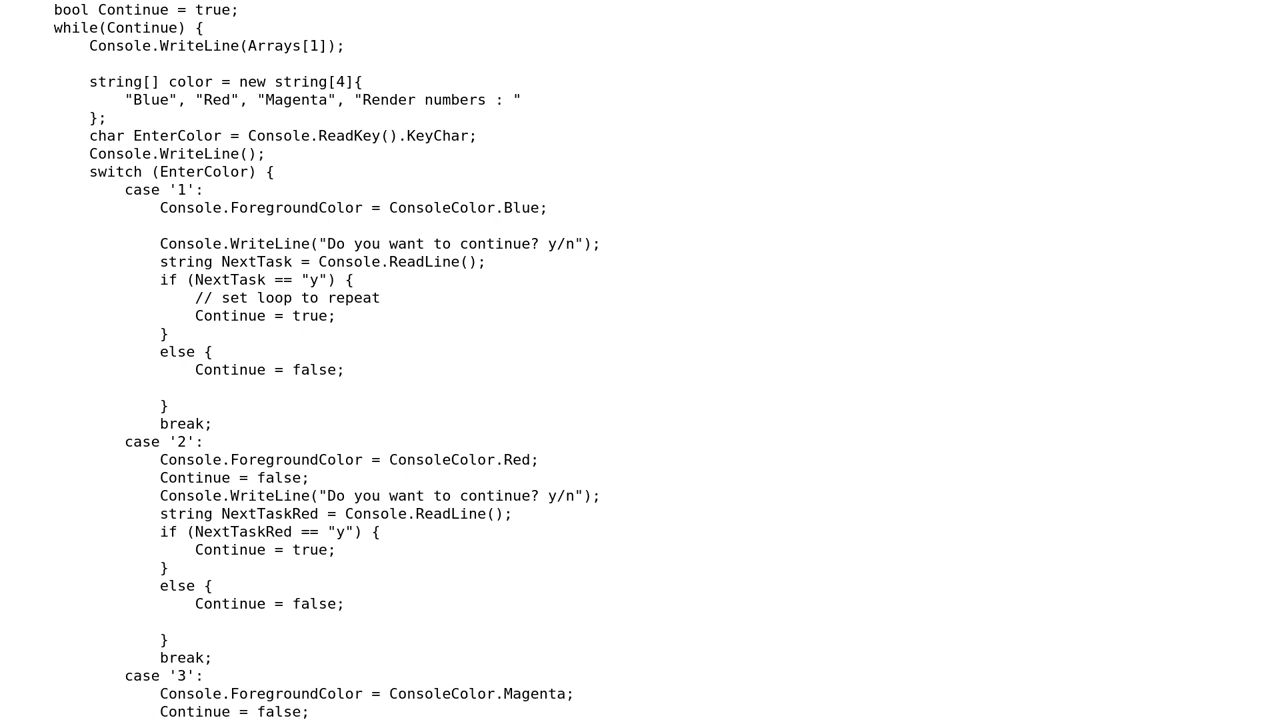 bool Continue = true;
while(Continue) {
Console.WriteLine(Arrays[1]);
string[] color = new string[4]{
"Blue", "Red", "Magenta", "Render numbers : "
};
char EnterColor = Console.ReadKey().KeyChar;
Console.WriteLine();
switch (EnterColor) {
case '1':
Console.ForegroundColor = ConsoleColor.Blue;
Console.WriteLine("Do you want to continue? y/n");
string NextTask = Console.ReadLine();
if (NextTask == "y") {
// set loop to repeat
Continue = true;
}
else {
Continue = false;
}
break;
case '2':
Console.ForegroundColor = ConsoleColor.Red;
Continue = false;
Console.WriteLine("Do you want to continue? y/n");
string NextTaskRed = Console.ReadLine();
if (NextTaskRed == "y") {
Continue = true;
}
else {
Continue = false;
}
break;
case '3':
Console.ForegroundColor = ConsoleColor.Magenta;
Continue = false;